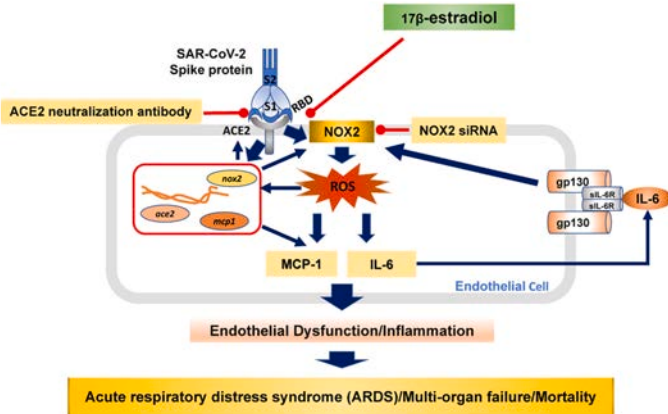 17β-estradiol
SAR-CoV-2
Spike protein
S2
S1
RBD
ACE2 neutralization antibody
ACE2
NOX2
NOX2 siRNA
nox2
ace2
mcp1
ROS
gp130
sIL-6R
sIL-6R
gp130
IL-6
MCP-1
IL-6
Endothelial Cell
Endothelial Dysfunction/Inflammation
Acute respiratory distress syndrome (ARDS)/Multi-organ failure/Mortality